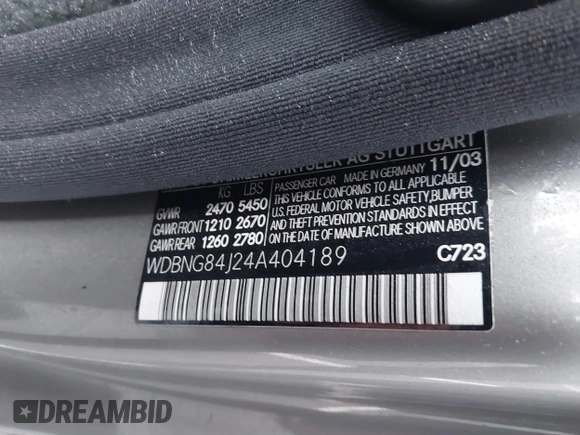 CHRYSLER AG STUTTGART
PASSENGER CAR MADE IN GERMANY 11/03
KG LBS
GVWR 2470 5450
GAWR FRONT 1210 2670
GAWR REAR 1260 2780
THIS VEHICLE CONFORMS TO ALL APPLICABLE
U.S. FEDERAL MOTOR VEHICLE SAFETY, BUMPER
AND THEFT PREVENTION STANDARDS IN EFFECT
ON THE DATE OF MANUFACTURE SHOWN ABOVE
WDBNG84J24A404189
C723
DREAMBID